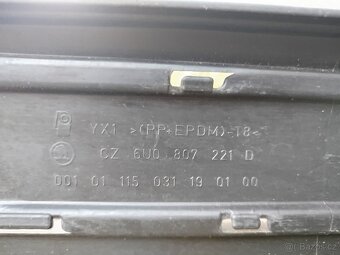 YX1 >(PP+EPDM)-T8<
CZ 6U0 807 221 D
001 01 115 031 19 01 00